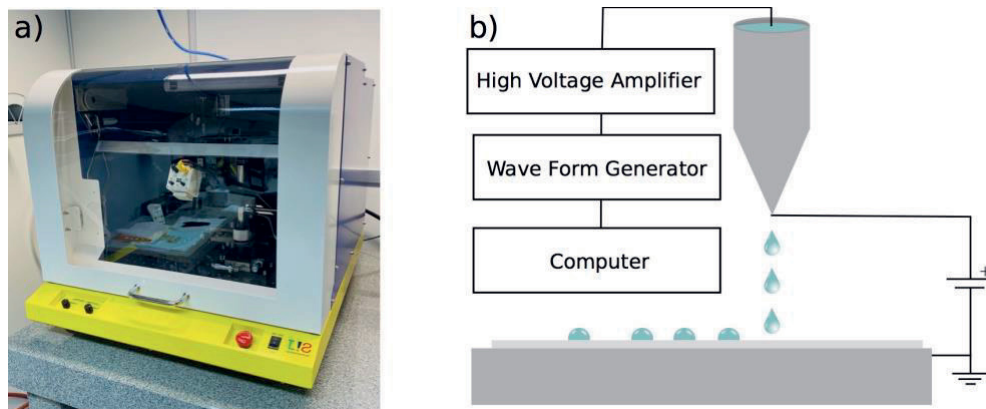 a)
b)
High Voltage Amplifier
Wave Form Generator
Computer
+